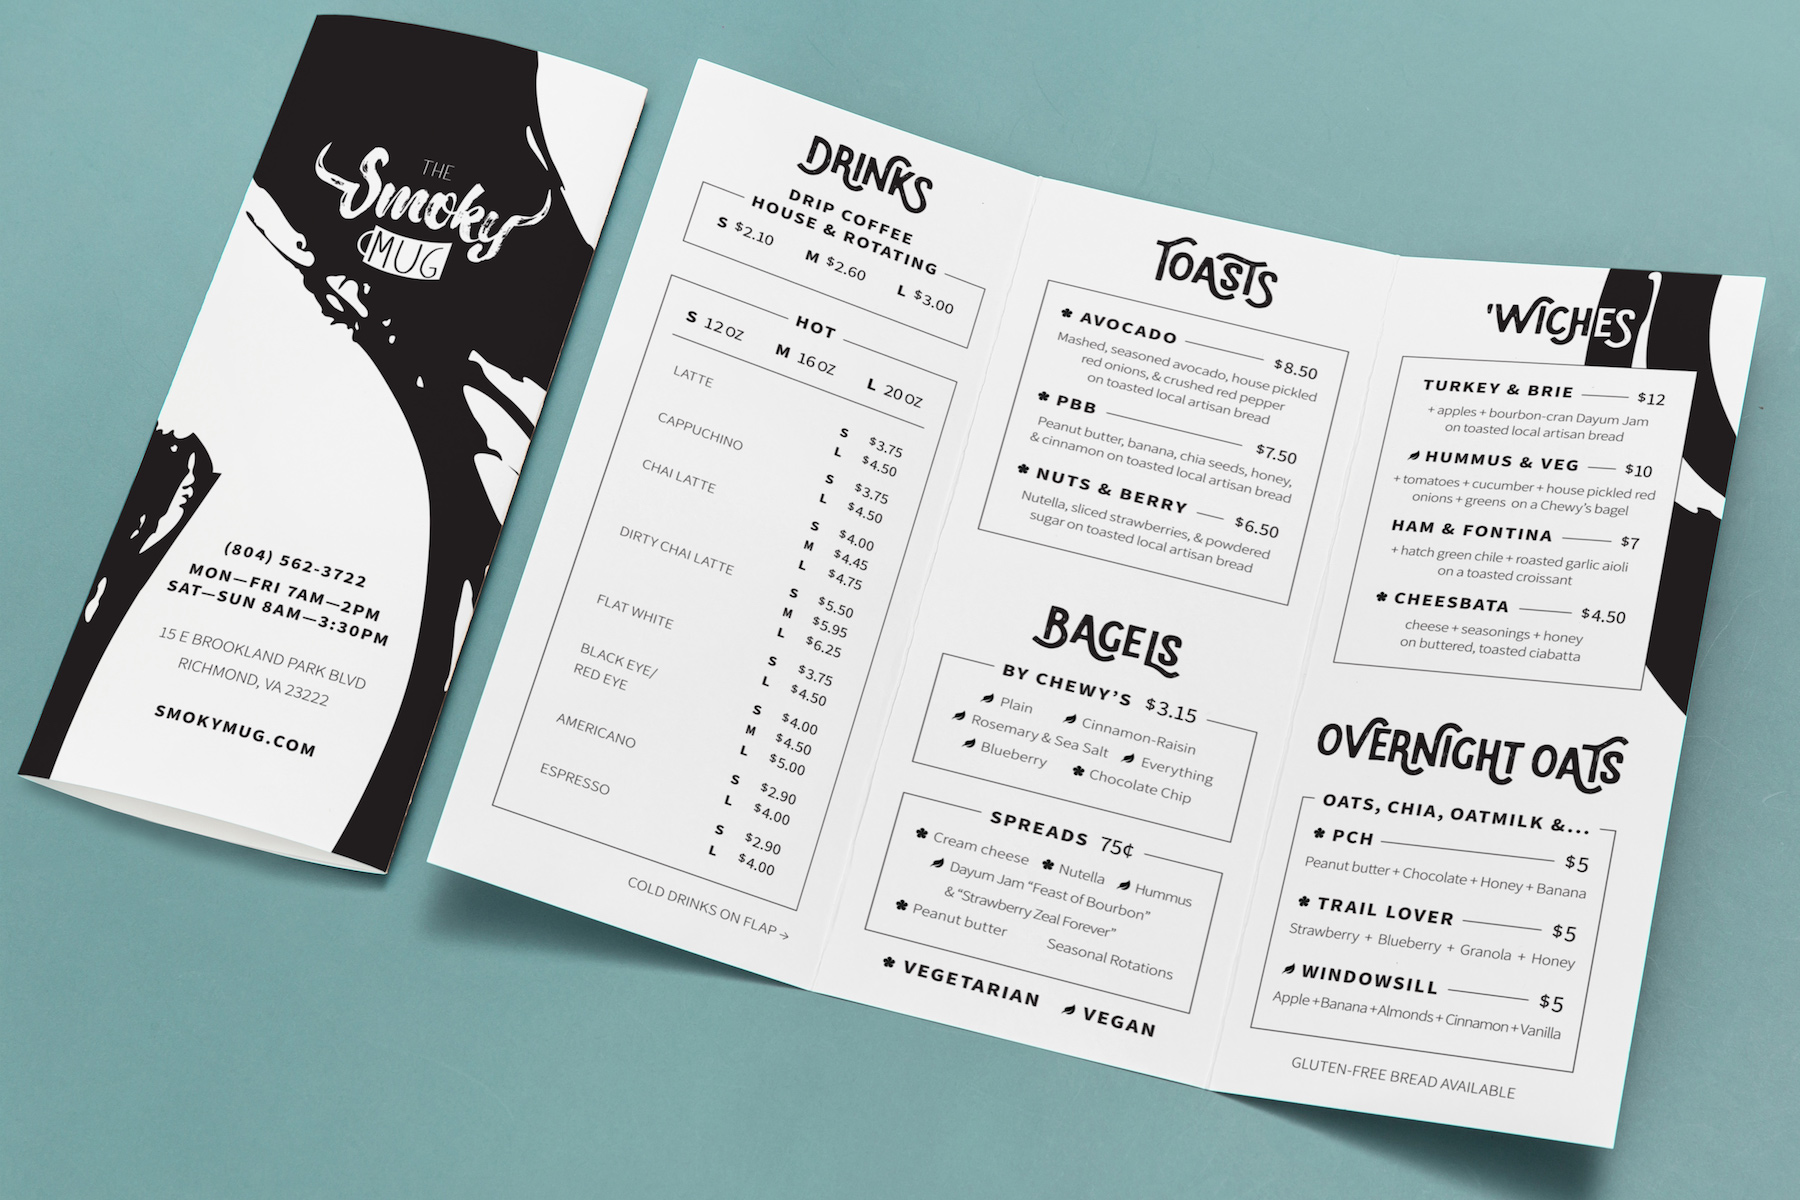 THE
Smoky
MUG
(804) 562-3722
MON—FRI 7AM—2PM
SAT—SUN 8AM—3:30PM
15 E BROOKLAND PARK BLVD
RICHMOND, VA 23222
SMOKYMUG.COM
DRINKS
DRIP COFFEE
HOUSE & ROTATING
S $2.10 M $2.60 L $3.00
HOT
S 12 OZ M 16 OZ L 20 OZ
LATTE
S $3.75
L $4.50
CAPPUCHINO
S $3.75
L $4.50
CHAI LATTE
S $4.00
M $4.45
L $4.75
DIRTY CHAI LATTE
S $5.50
M $5.95
L $6.25
FLAT WHITE
S $3.75
L $4.50
BLACK EYE/
RED EYE
S $4.00
M $4.50
L $5.00
AMERICANO
S $2.90
L $4.00
ESPRESSO
S $2.90
L $4.00
COLD DRINKS ON FLAP →
TOASTS
AVOCADO $8.50
Mashed, seasoned avocado, house pickled
red onions, & crushed red pepper
on toasted local artisan bread
PBB $7.50
Peanut butter, banana, chia seeds, honey,
& cinnamon on toasted local artisan bread
NUTS & BERRY $6.50
Nutella, sliced strawberries, & powdered
sugar on toasted local artisan bread
BAGELS
BY CHEWY'S $3.15
Plain Cinnamon-Raisin
Rosemary & Sea Salt Everything
Blueberry Chocolate Chip
SPREADS 75¢
Cream cheese Nutella Hummus
Dayum Jam "Feast of Bourbon"
& "Strawberry Zeal Forever"
Peanut butter Seasonal Rotations
VEGETARIAN VEGAN
'WICHES
TURKEY & BRIE $12
+ apples + bourbon-cran Dayum Jam
on toasted local artisan bread
HUMMUS & VEG $10
+ tomatoes + cucumber + house pickled red
onions + greens on a Chewy's bagel
HAM & FONTINA $7
+ hatch green chile + roasted garlic aioli
on a toasted croissant
CHEESBATA $4.50
cheese + seasonings + honey
on buttered, toasted ciabatta
OVERNIGHT OATS
OATS, CHIA, OATMILK &...
PCH $5
Peanut butter + Chocolate + Honey + Banana
TRAIL LOVER $5
Strawberry + Blueberry + Granola + Honey
WINDOWSILL $5
Apple + Banana + Almonds + Cinnamon + Vanilla
GLUTEN-FREE BREAD AVAILABLE